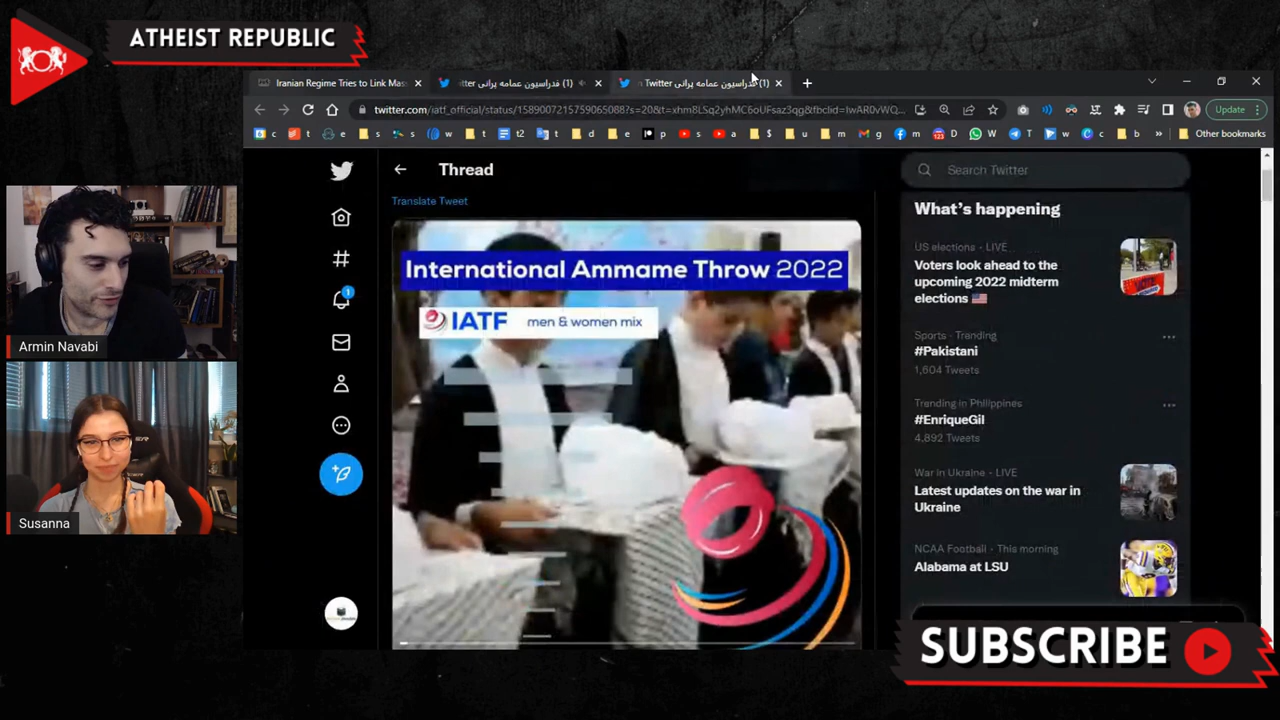 ATHEIST REPUBLIC
Iranian Regime Tries to Link Mas
(1) فدراسیون عمامه پرانی
Twitter فدراسیون عمامه پرانی (1)
twitter.com/iatf_official/status/1589007215759065088?s=20&t=xhm8LSq2yhMC6oUFsaz3qg&fbclid=IwAR0vWQ...
Update
Other bookmarks
Thread
Search Twitter
Translate Tweet
International Ammame Throw 2022
IATF men & women mix
What's happening
US elections · LIVE
Voters look ahead to the
upcoming 2022 midterm
elections 🇺🇸
Sports · Trending
#Pakistani
1,604 Tweets
Trending in Philippines
#EnriqueGil
4,892 Tweets
War in Ukraine · LIVE
Latest updates on the war in
Ukraine
NCAA Football · This morning
Alabama at LSU
Armin Navabi
Susanna
SUBSCRIBE